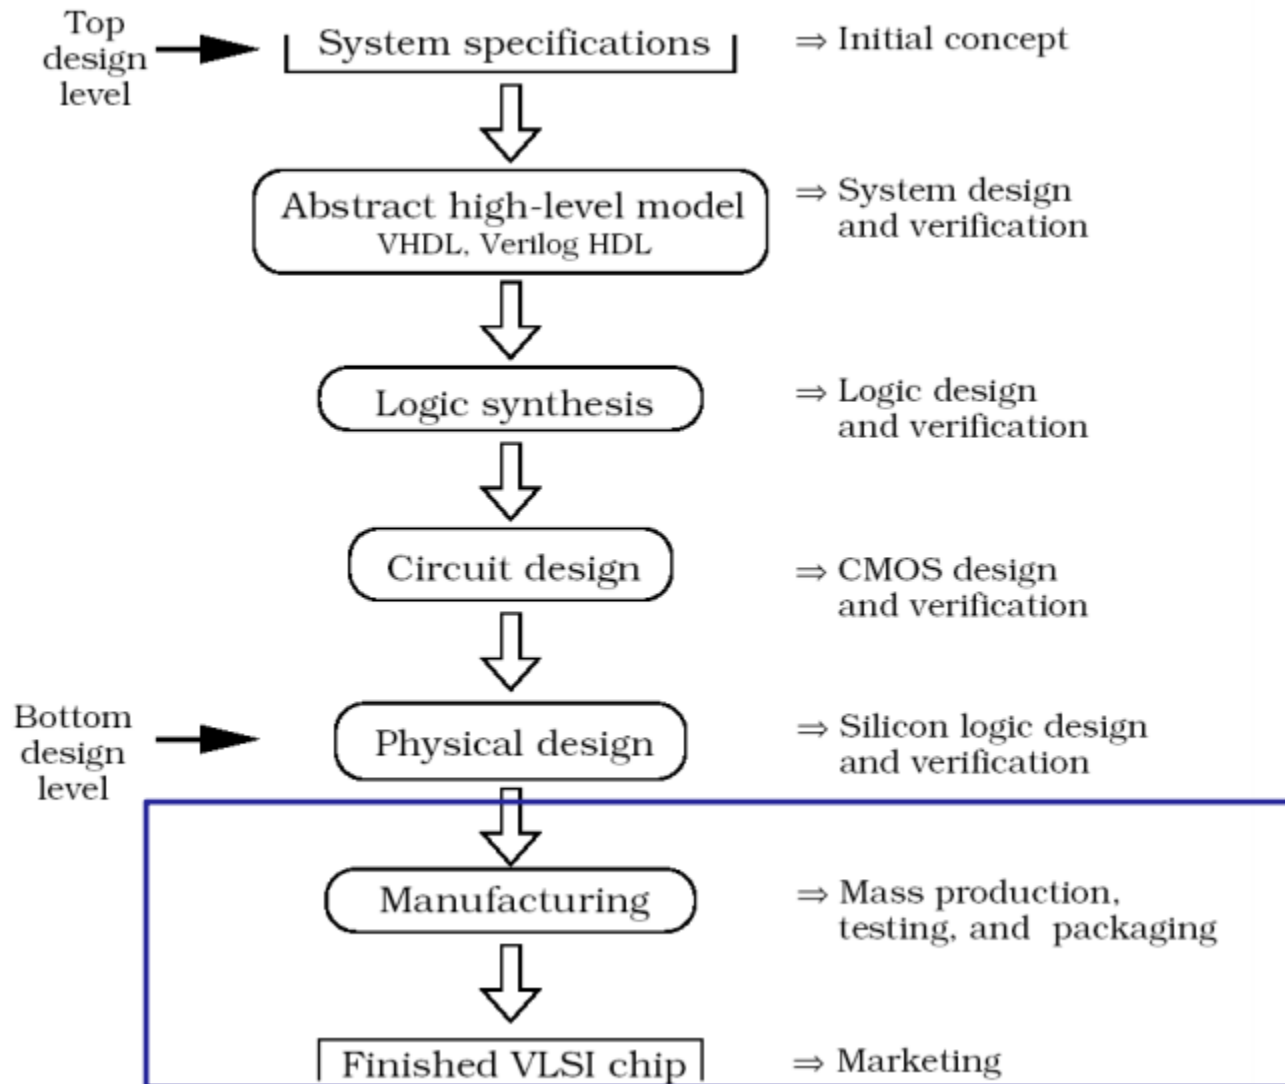 Top
design
level
System specifications
⇒ Initial concept
Abstract high-level model
VHDL, Verilog HDL
⇒ System design
and verification
Logic synthesis
⇒ Logic design
and verification
Circuit design
⇒ CMOS design
and verification
Bottom
design
level
Physical design
⇒ Silicon logic design
and verification
Manufacturing
⇒ Mass production,
testing, and packaging
Finished VLSI chip
⇒ Marketing